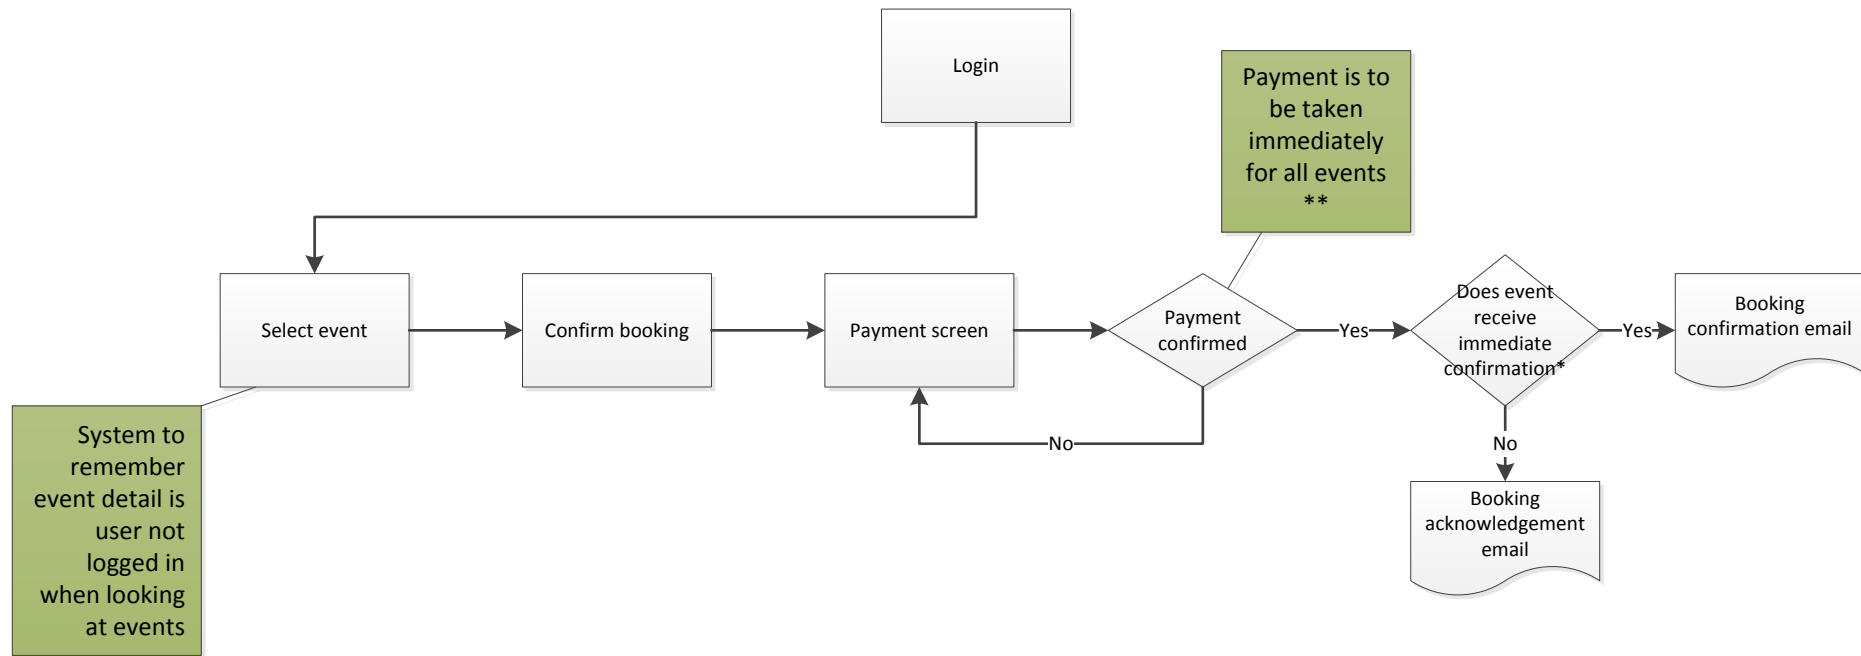 Login
Payment is to
be taken
immediately
for all events
**
Select event
Confirm booking
Payment screen
Payment
confirmed
Yes
Does event
receive
immediate
confirmation*
Yes
Booking
confirmation email
No
No
Booking
acknowledgement
email
System to
remember
event detail is
user not
logged in
when looking
at events